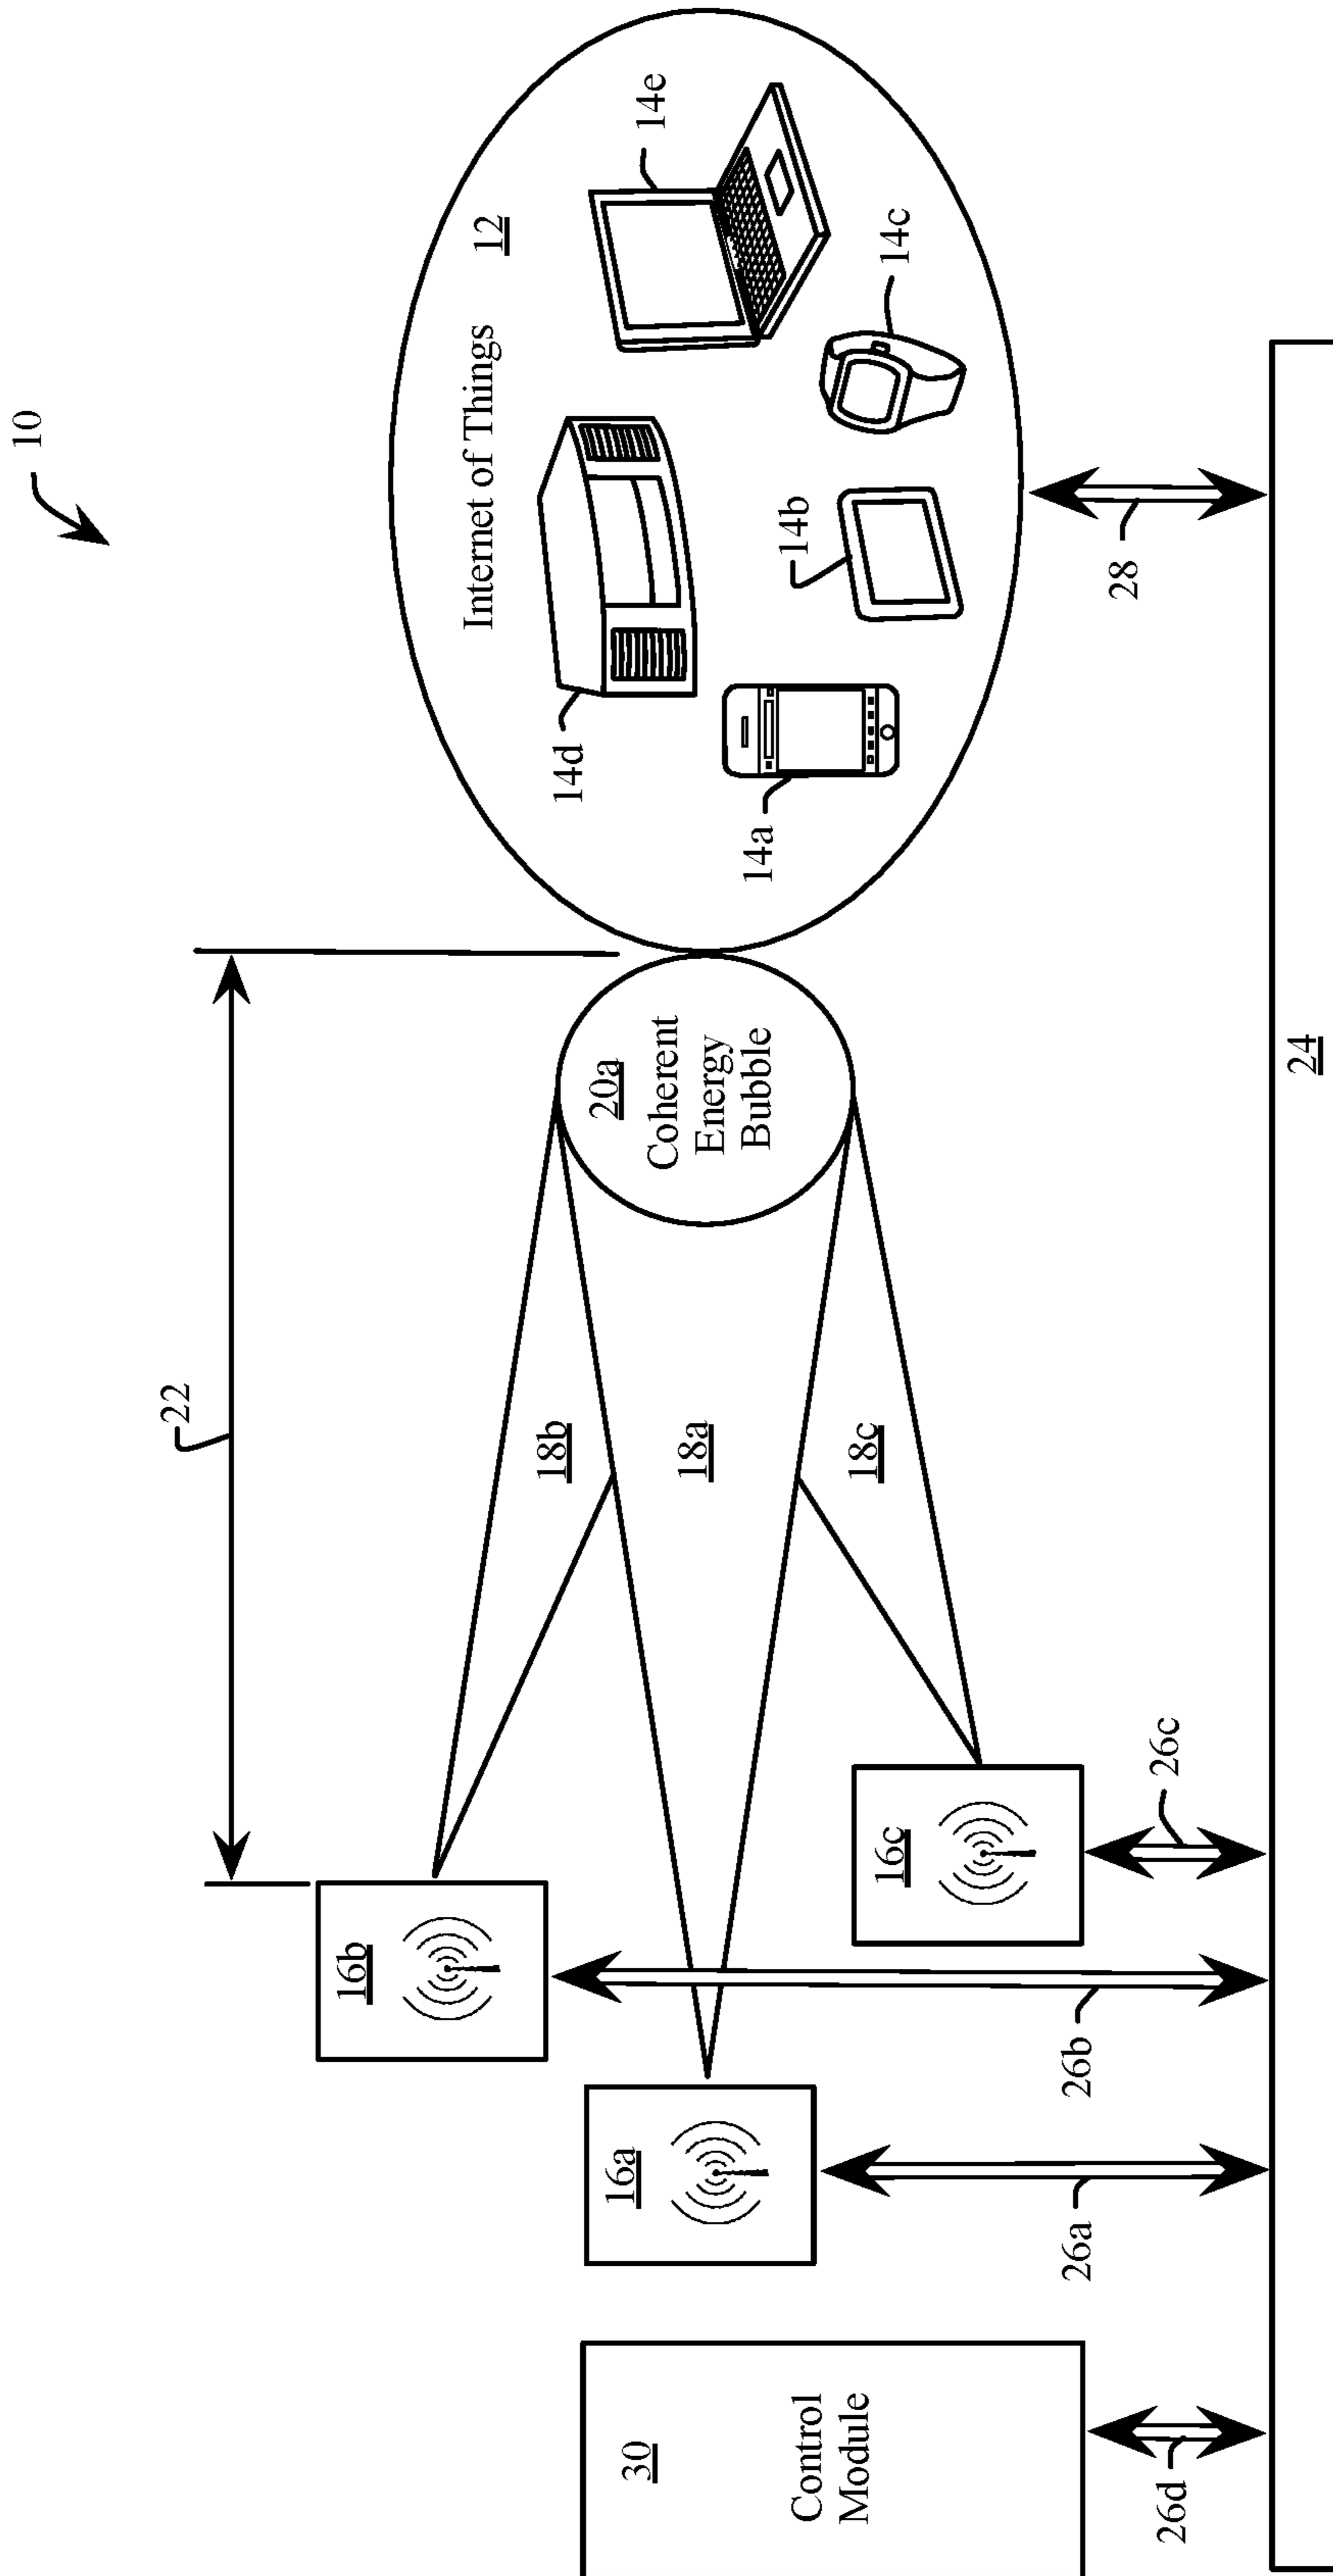 10
22
16b
18b
Internet of Things
12
14e
14d
16a
18a
20a
Coherent
Energy
Bubble
14a
14b
14c
30
Control
Module
16c
18c
26d
26a
26b
26c
28
24